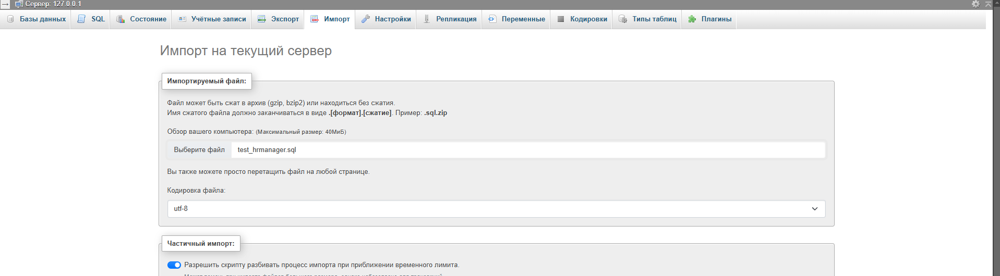 Сервер: 127.0.0.1
Базы данных SQL Состояние Учётные записи Экспорт Импорт Настройки Репликация Переменные Кодировки Типы таблиц Плагины
Импорт на текущий сервер
Импортируемый файл:
Файл может быть сжат в архив (gzip, bzip2) или находиться без сжатия.
Имя сжатого файла должно заканчиваться в виде .[формат].[сжатие]. Пример: .sql.zip
Обзор вашего компьютера: (Максимальный размер: 40МиБ)
Выберите файл test_hrmanager.sql
Вы также можете просто перетащить файл на любой странице.
Кодировка файла:
utf-8
Частичный импорт:
Разрешить скрипту разбивать процесс импорта при приближении временного лимита.